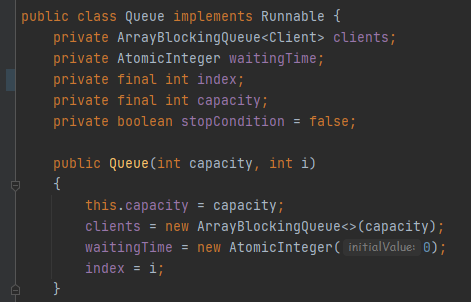 public class Queue implements Runnable {
private ArrayBlockingQueue<Client> clients;
private AtomicInteger waitingTime;
private final int index;
private final int capacity;
private boolean stopCondition = false;
public Queue(int capacity, int i)
{
this.capacity = capacity;
clients = new ArrayBlockingQueue<>(capacity);
waitingTime = new AtomicInteger( initialValue: 0);
index = i;
}